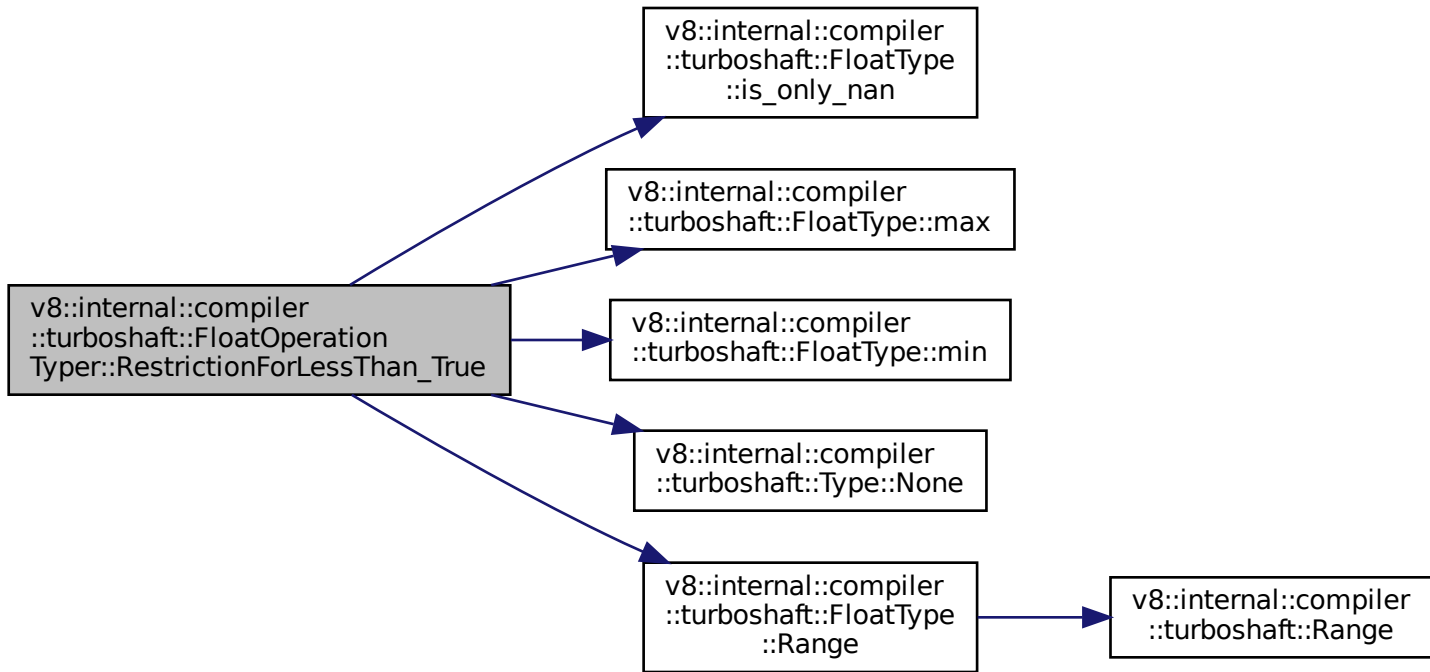 v8::internal::compiler
::turboshaft::FloatType
::is_only_nan
v8::internal::compiler
::turboshaft::FloatType::max
v8::internal::compiler
::turboshaft::FloatOperation
Typer::RestrictionForLessThan_True
v8::internal::compiler
::turboshaft::FloatType::min
v8::internal::compiler
::turboshaft::Type::None
v8::internal::compiler
::turboshaft::FloatType
::Range
v8::internal::compiler
::turboshaft::Range